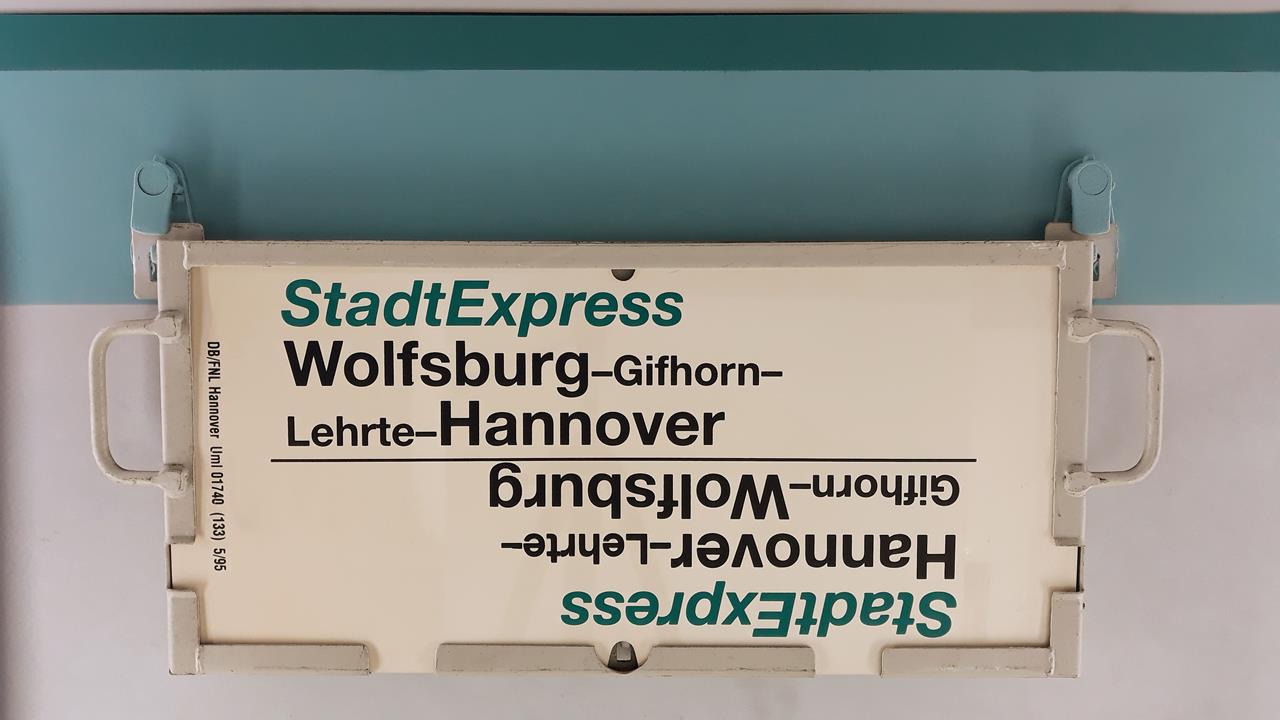 StadtExpress
Wolfsburg–Gifhorn–
Lehrte–Hannover
StadtExpress
Hannover–Lehrte–
Gifhorn–Wolfsburg
DB/FNL Hannover Uml 01740 (133) 5/95